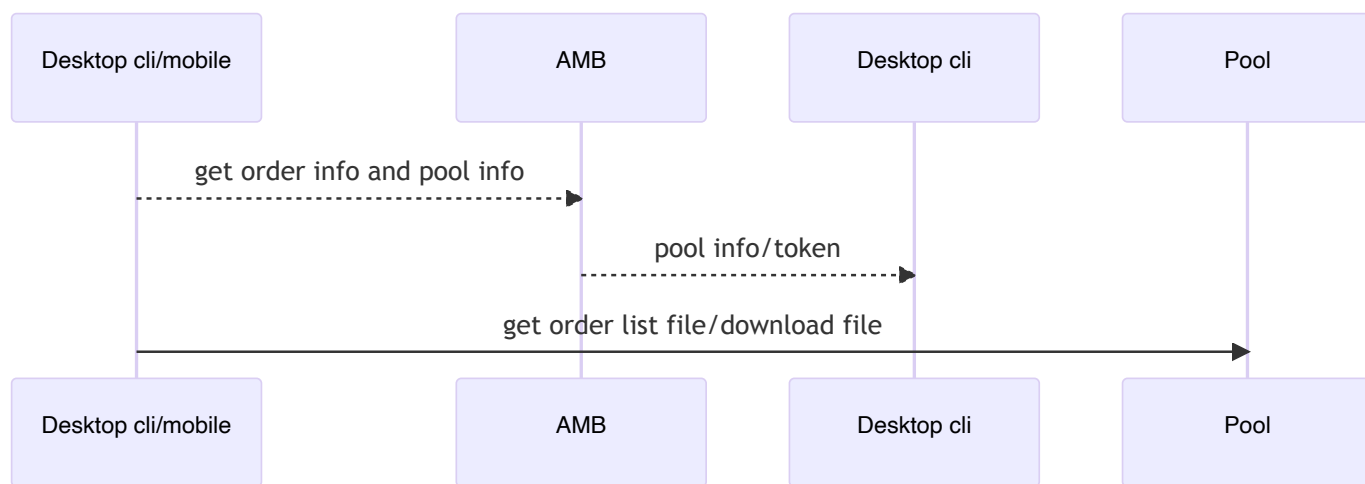 Desktop cli/mobile
AMB
Desktop cli
Pool
get order info and pool info
pool info/token
get order list file/download file
Desktop cli/mobile
AMB
Desktop cli
Pool